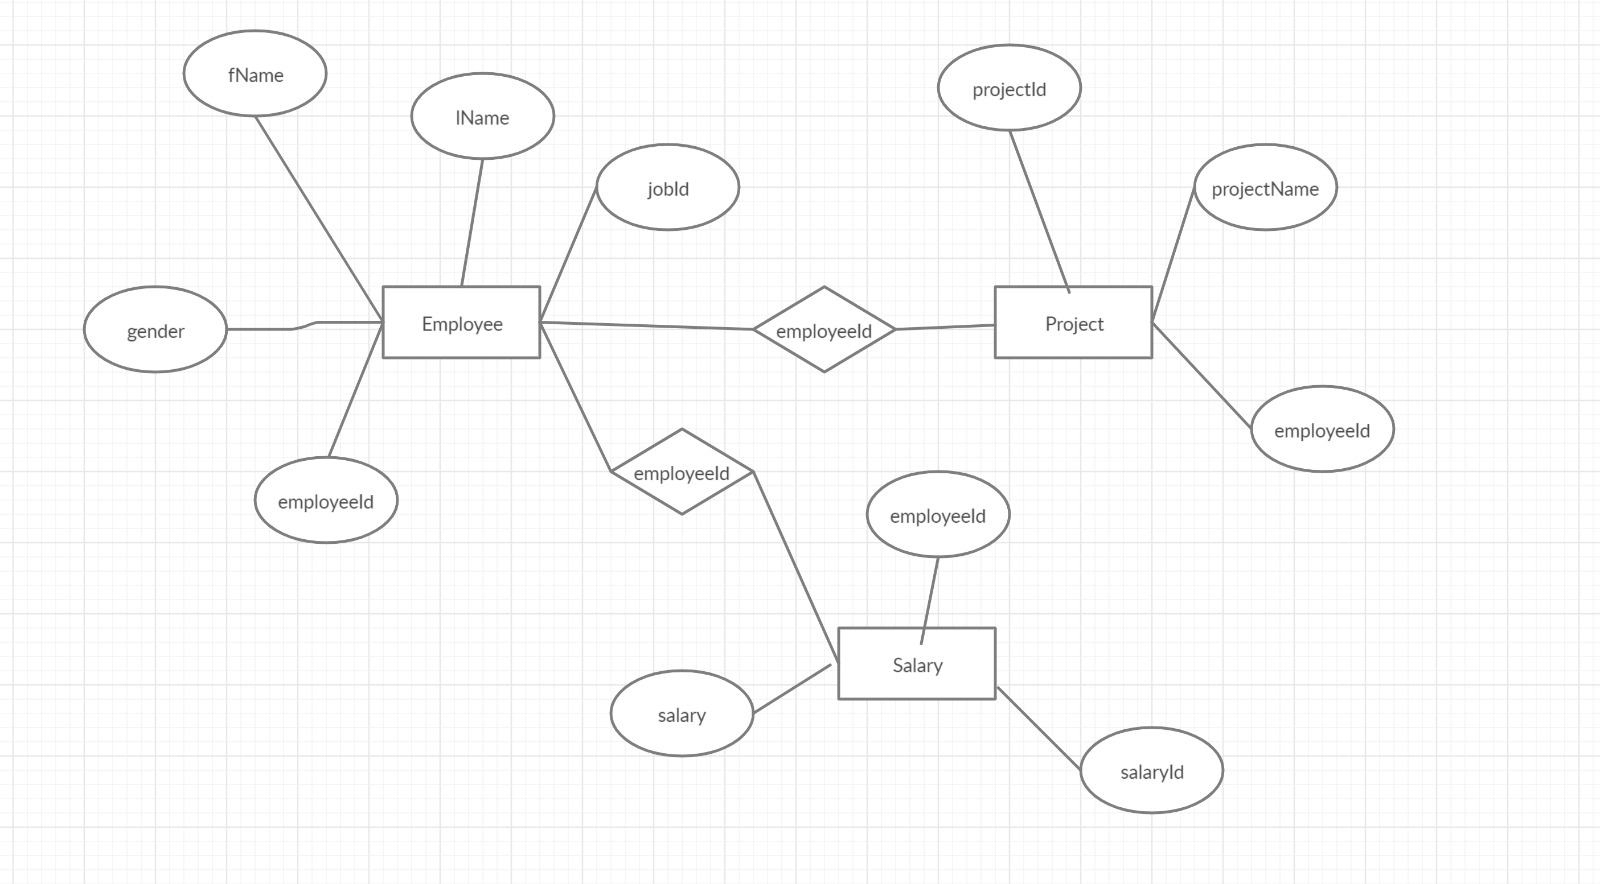 fName
lName
projectId
jobId
projectName
gender
Employee
employeeId
Project
employeeId
employeeId
employeeId
employeeId
Salary
salary
salaryId